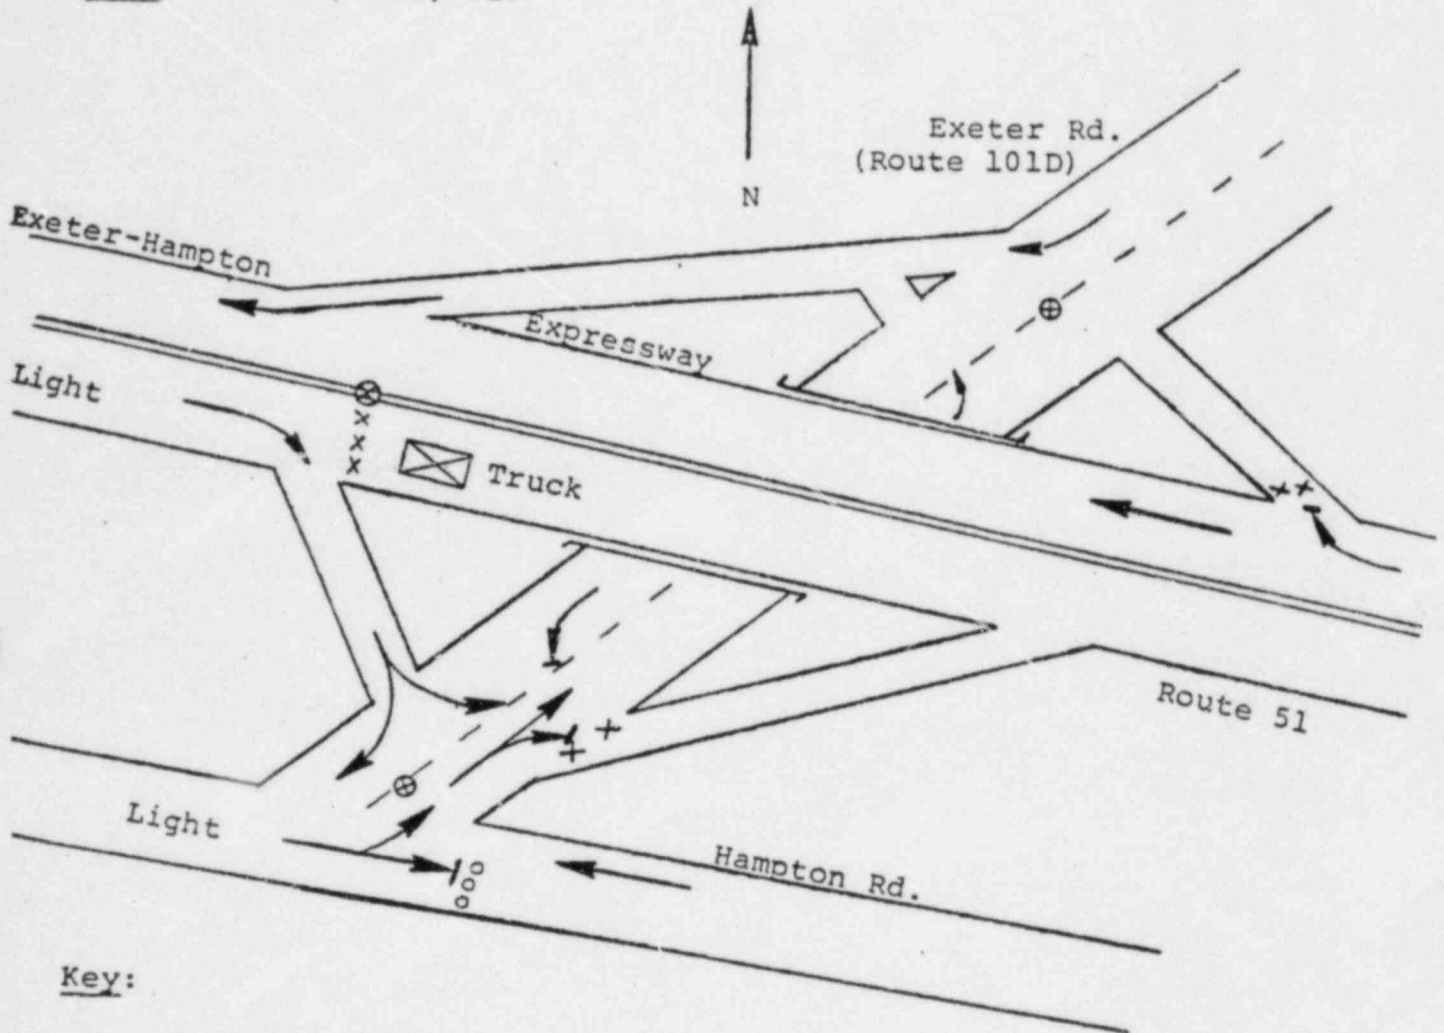 Exeter Rd.
(Route 101D)
N
Exeter-Hampton
Expressway
Light
Truck
Route 51
Light
Hampton Rd.
Key: